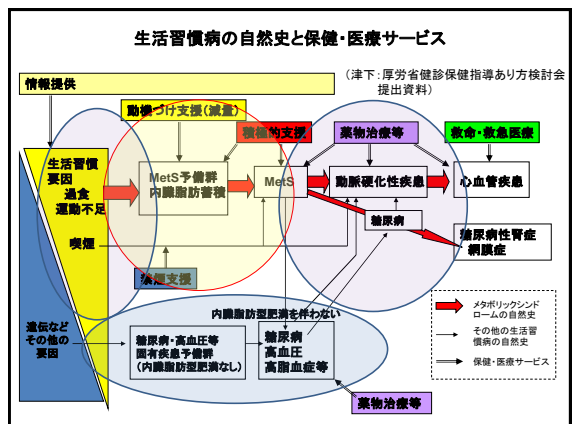 生活習慣病の自然史と保健・医療サービス
(津下:厚労省健診保健指導あり方検討会
提出資料)
情報提供
動機づけ支援(減量)
積極的支援
薬物治療等
救命・救急医療
生活習慣
要因
過食
運動不足
喫煙
MetS予備群
内臓脂肪蓄積
MetS
動脈硬化性疾患
心血管疾患
糖尿病
糖尿病性腎症
網膜症
禁煙支援
内臓脂肪型肥満を伴わない
遺伝など
その他の
要因
糖尿病・高血圧等
固有疾患予備群
(内臓脂肪型肥満なし)
糖尿病
高血圧
高脂血症等
薬物治療等
メタボリックシンド
ロームの自然史
その他の生活習
慣病の自然史
保健・医療サービス